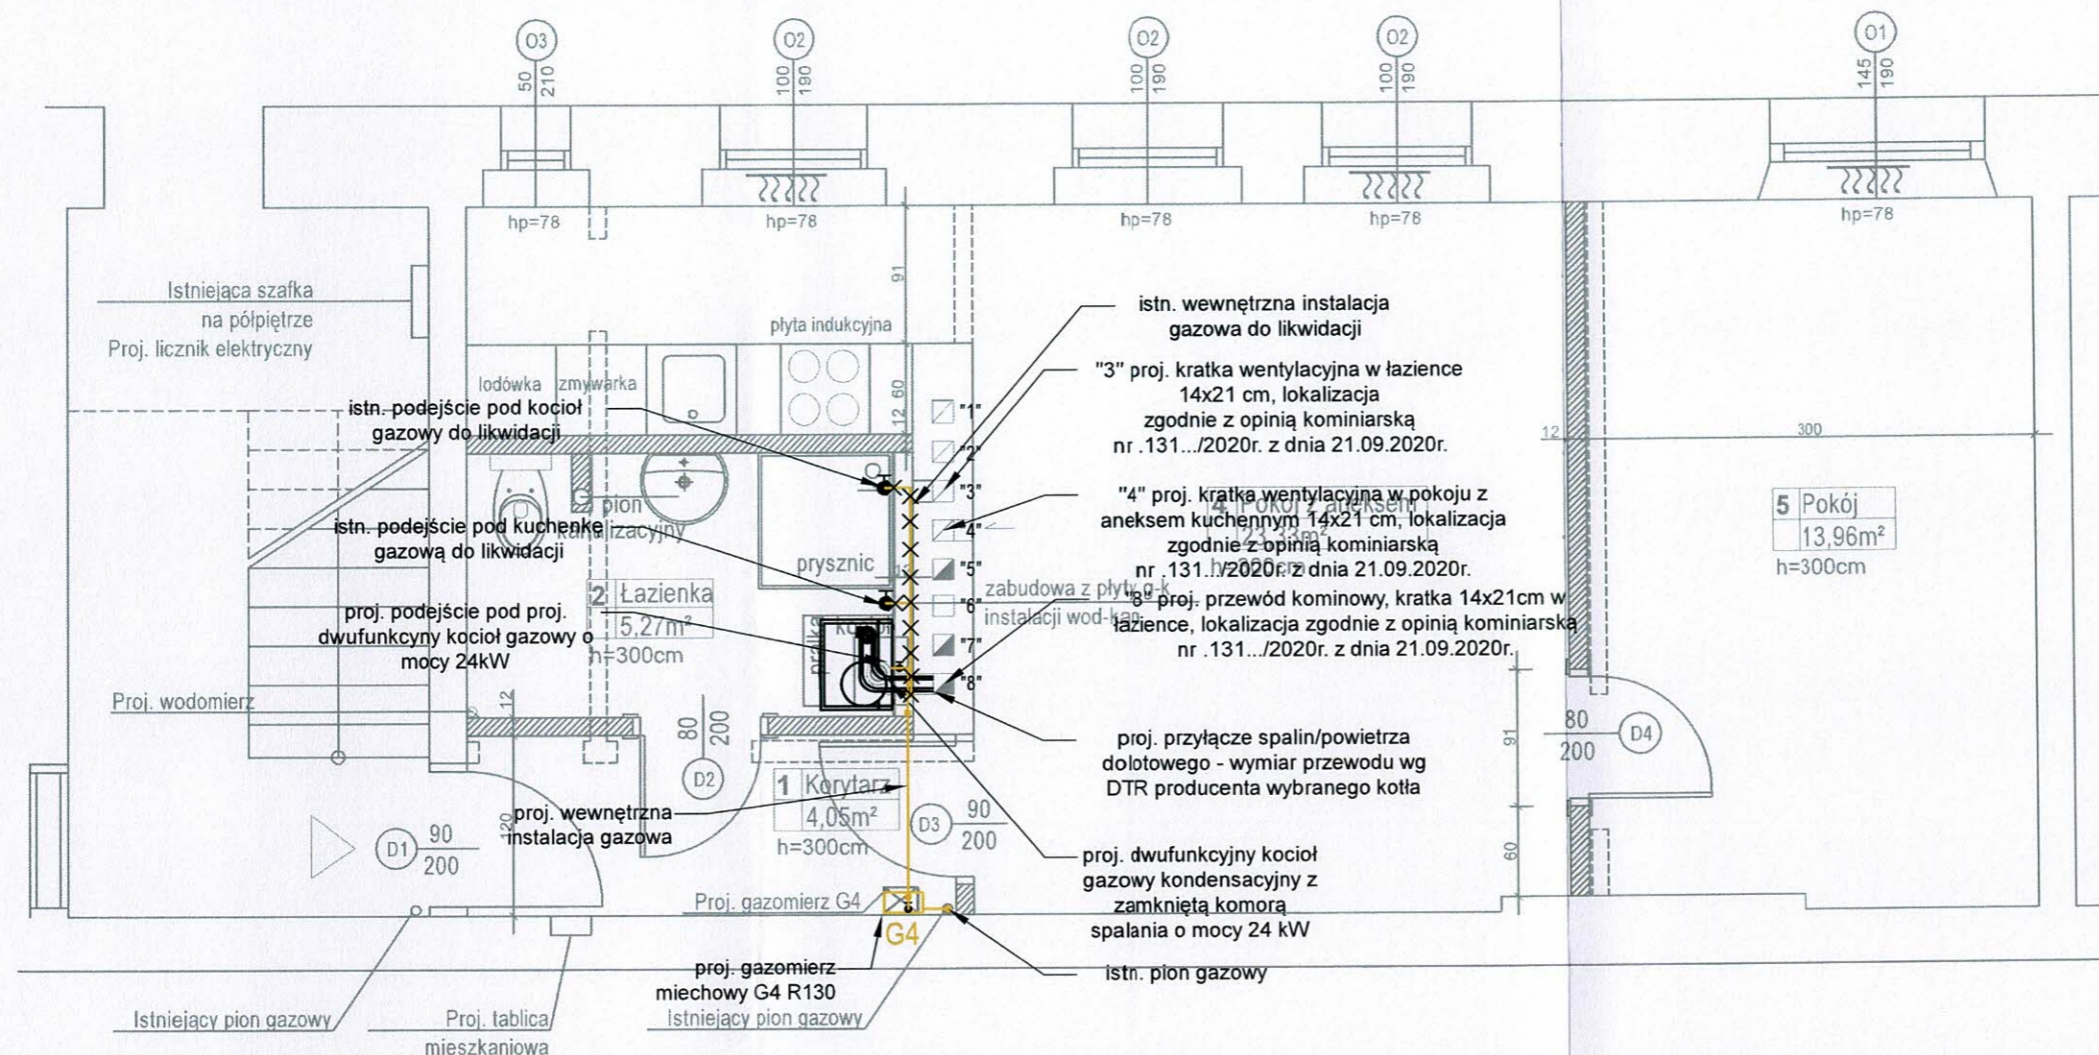 O3
50
210
O2
100
190
O2
100
190
O2
100
190
O1
145
190
hp=78
hp=78
hp=78
hp=78
hp=78
Istniejąca szafka
na półpiętrze
Proj. licznik elektryczny
91
płyta indukcyjna
lodówka
zmywarka
60
12
istn. podejście pod kocioł
gazowy do likwidacji
istn. podejście pod kuchenkę
gazową do likwidacji
pion
kanalizacyjny
prysznic
2 Łazienka
5,27m²
h=300cm
proj. podejście pod proj.
dwufunkcyny kocioł gazowy o
mocy 24kW
pralka
Proj. wodomierz
12
120
80
200
D2
"1"
"2"
"3"
"4"
"5"
"6"
"7"
"8"
istn. wewnętrzna instalacja
gazowa do likwidacji
"3" proj. kratka wentylacyjna w łazience
14x21 cm, lokalizacja
zgodnie z opinią kominiarską
nr .131.../2020r. z dnia 21.09.2020r.
"4" proj. kratka wentylacyjna w pokoju z
aneksem kuchennym 14x21 cm, lokalizacja
zgodnie z opinią kominiarską
nr .131.../2020r. z dnia 21.09.2020r.
4 Pokój z aneksem
23,33m²
h=300cm
zabudowa z płyty g-k
instalacji wod-kan
"8" proj. przewód kominowy, kratka 14x21cm w
łazience, lokalizacja zgodnie z opinią kominiarską
nr .131.../2020r. z dnia 21.09.2020r.
proj. przyłącze spalin/powietrza
dolotowego - wymiar przewodu wg
DTR producenta wybranego kotła
12
300
5 Pokój
13,96m²
h=300cm
91
60
80
200
D4
1 Korytarz
4,05m²
h=300cm
D3
90
200
proj. wewnętrzna
instalacja gazowa
D1
90
200
proj. dwufunkcyjny kocioł
gazowy kondensacyjny z
zamkniętą komorą
spalania o mocy 24 kW
Proj. gazomierz G4
G4
proj. gazomierz
miechowy G4 R130
istn. pion gazowy
Istniejący pion gazowy
Proj. tablica
mieszkaniowa
Istniejący pion gazowy